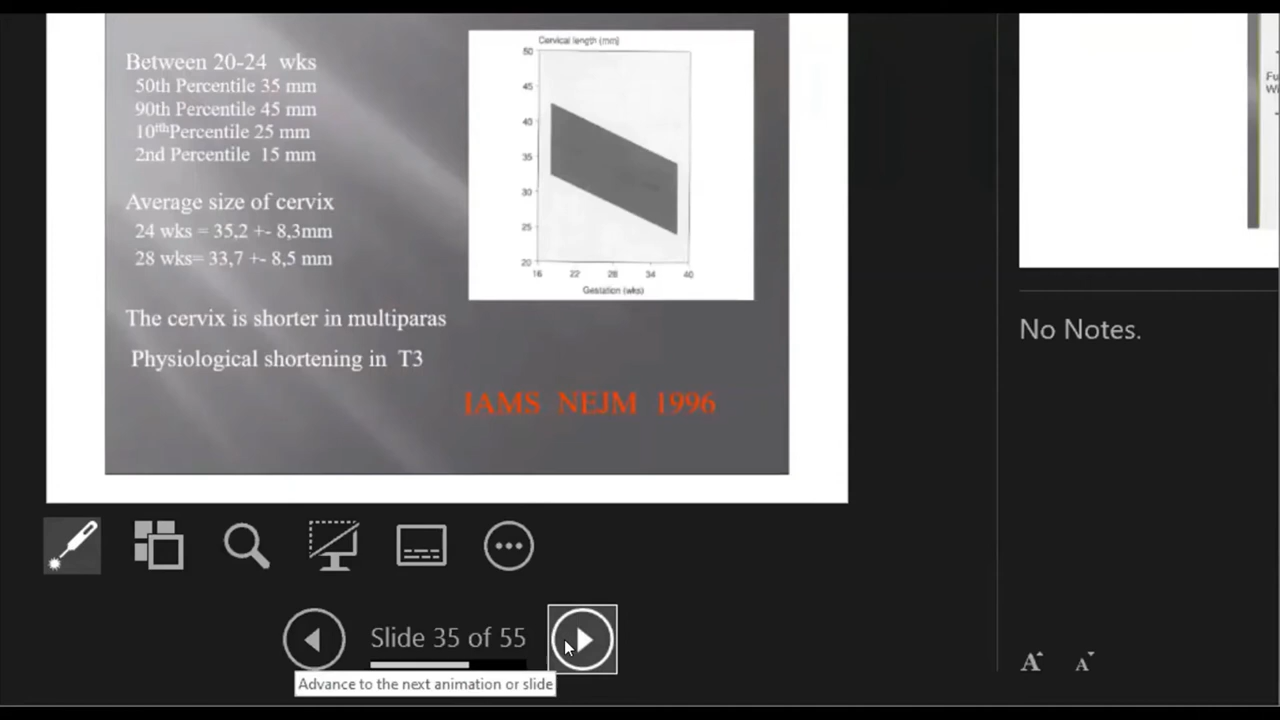 Between 20-24 wks
50th Percentile 35 mm
90th Percentile 45 mm
10tthPercentile 25 mm
2nd Percentile 15 mm
Average size of cervix
24 wks = 35,2 +- 8,3mm
28 wks= 33,7 +- 8,5 mm
The cervix is shorter in multiparas
Physiological shortening in T3
IAMS NEJM 1996
Cervical length (mm)
50
45
40
35
30
25
20
16 22 28 34 40
Gestation (wks)
Fu
Wi
No Notes.
Slide 35 of 55
Advance to the next animation or slide
A A